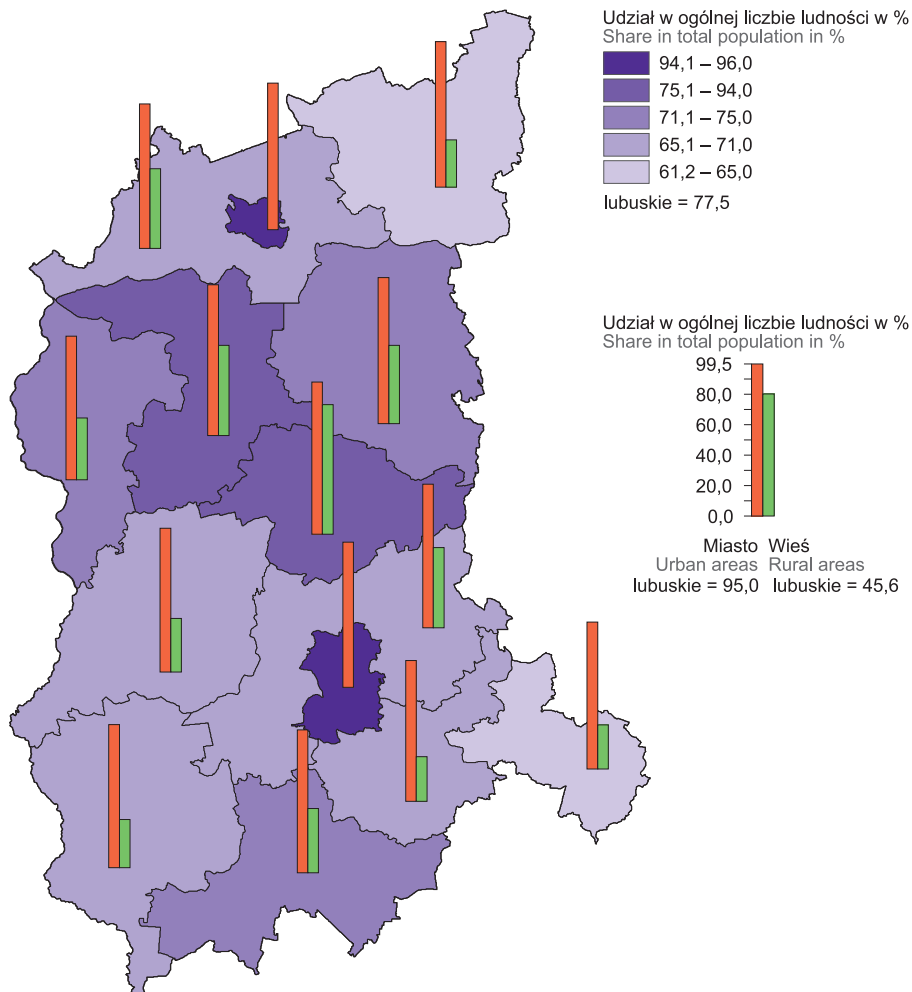 Udział w ogólnej liczbie ludności w %
Share in total population in %
94,1 – 96,0
75,1 – 94,0
71,1 – 75,0
65,1 – 71,0
61,2 – 65,0
lubuskie = 77,5
Udział w ogólnej liczbie ludności w %
Share in total population in %
99,5
80,0
60,0
40,0
20,0
0,0
Miasto Wieś
Urban areas Rural areas
lubuskie = 95,0 lubuskie = 45,6